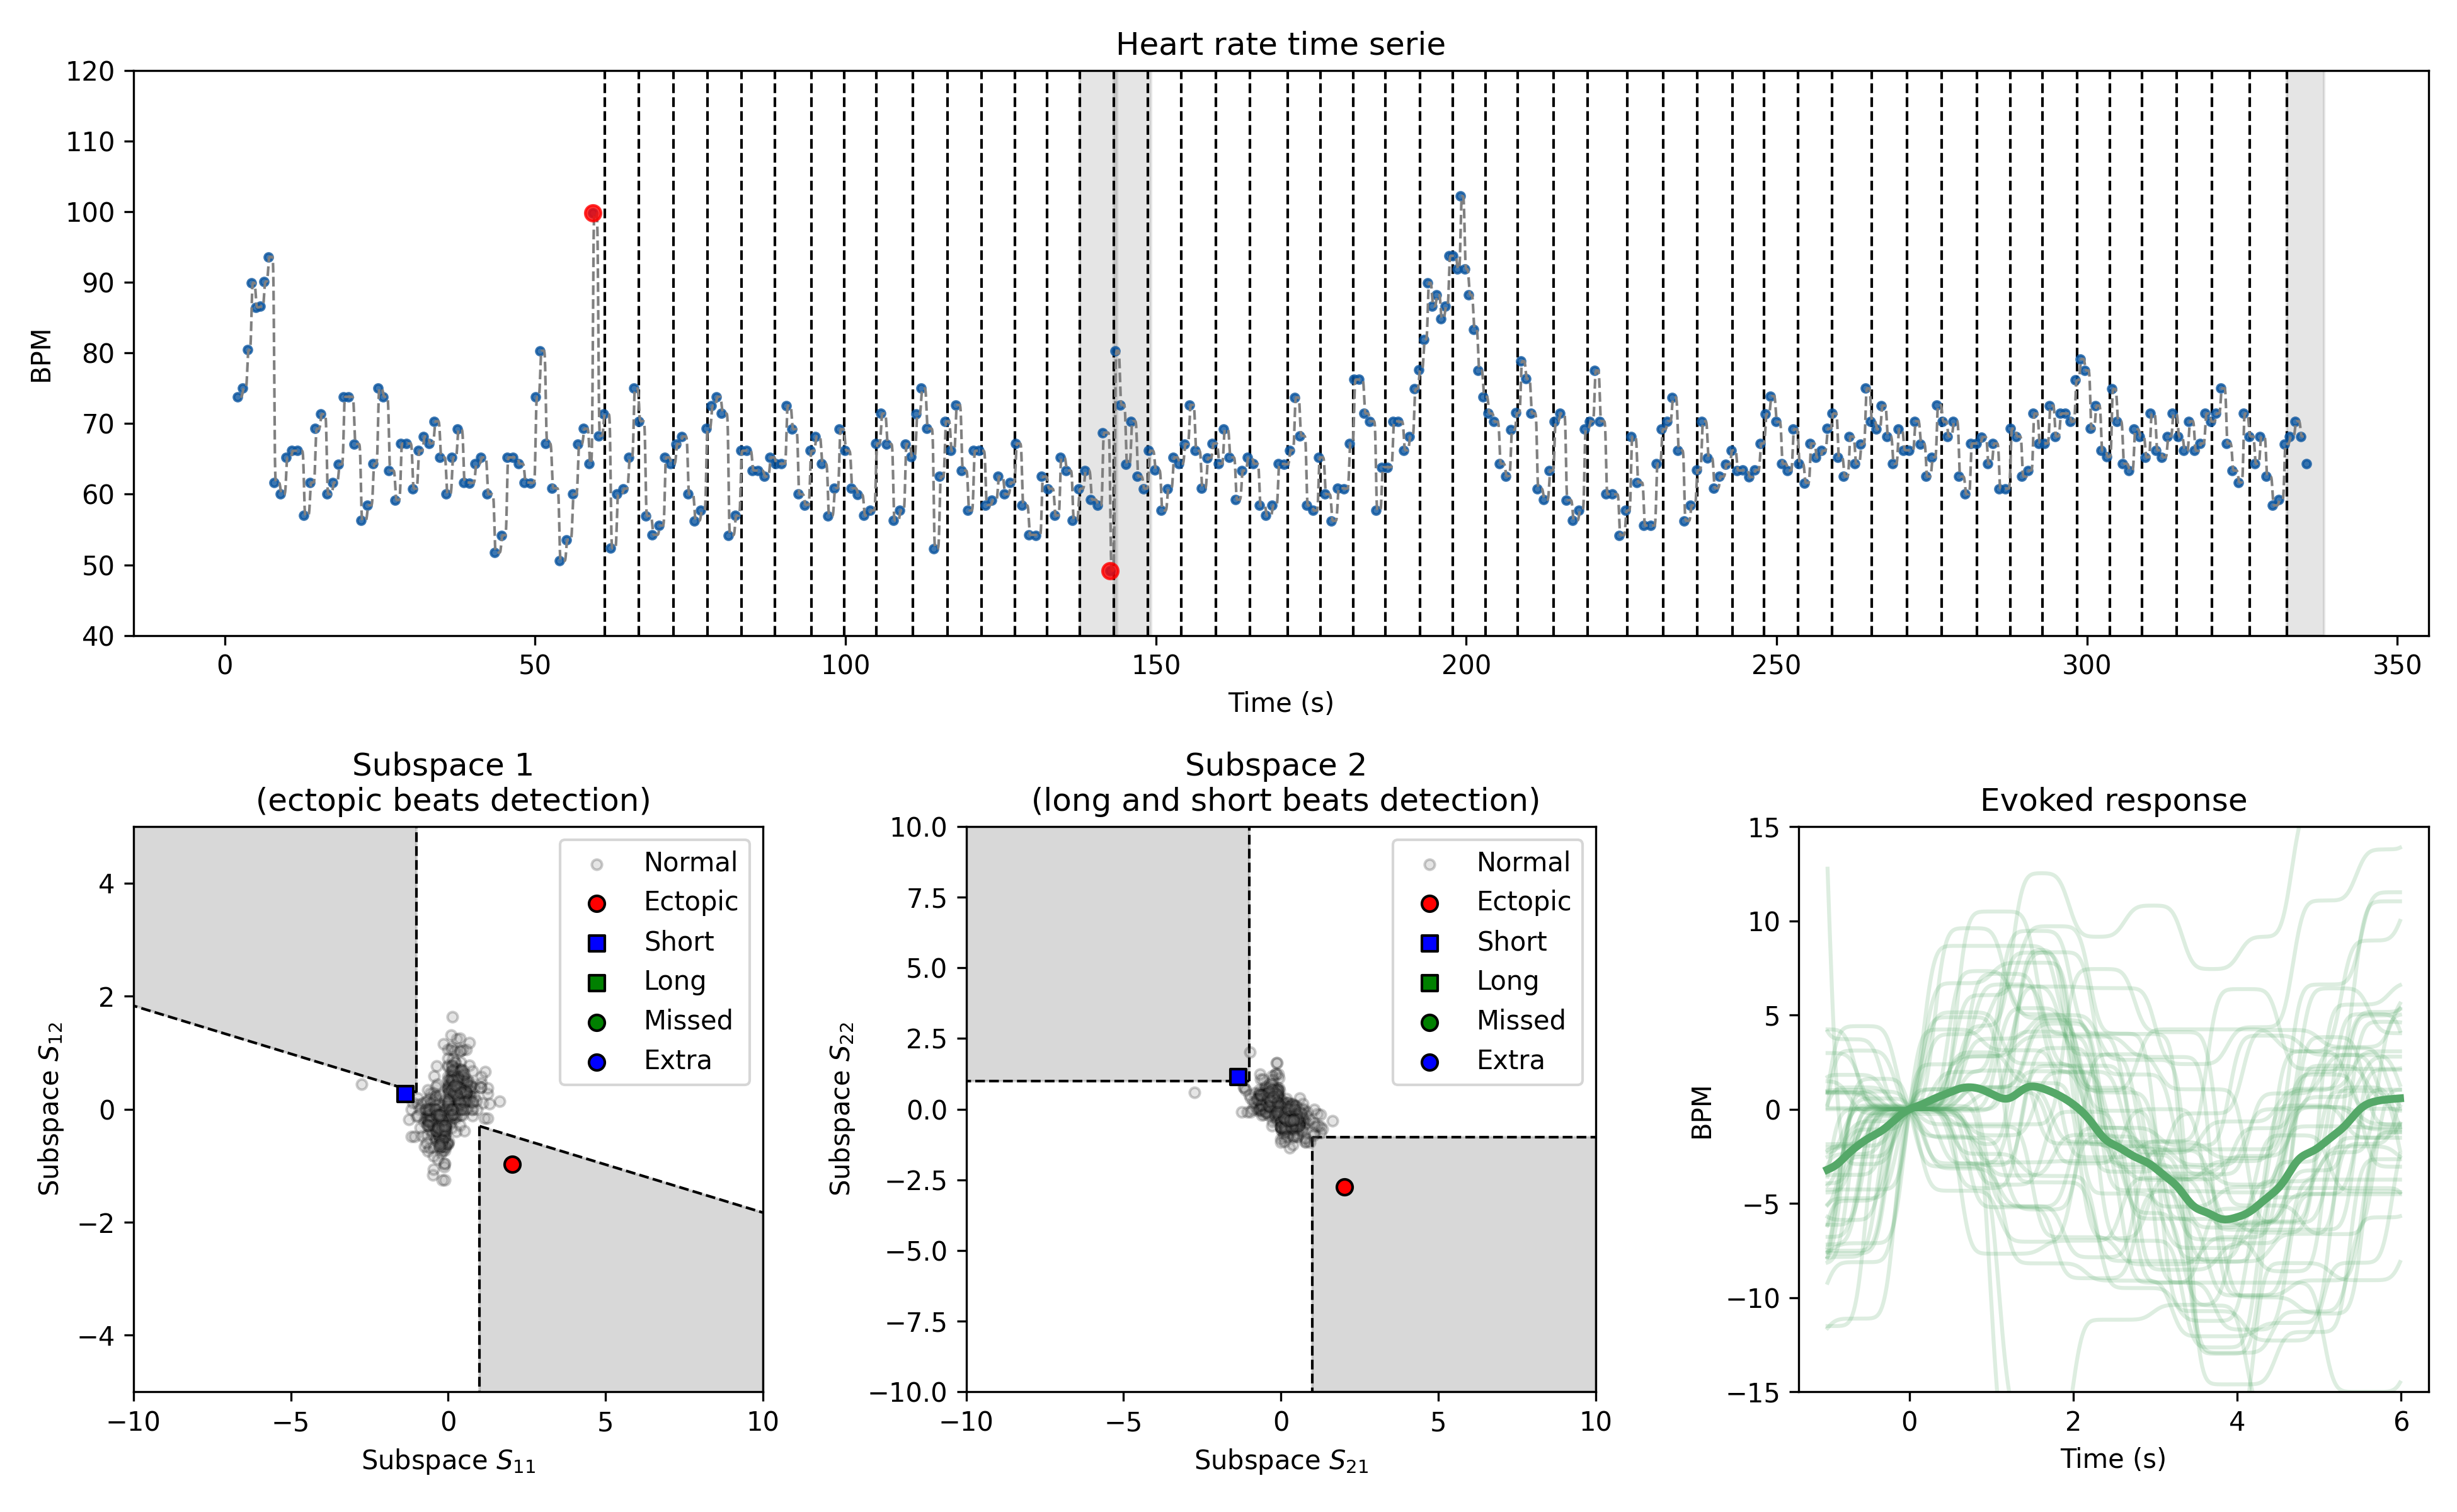 Heart rate time serie
120
110
100
90
80
70
60
50
40
BPM
0 50 100 150 200 250 300 350
Time (s)
Subspace 1
(ectopic beats detection)
4
2
0
−2
−4
Subspace S12
Normal
Ectopic
Short
Long
Missed
Extra
−10 −5 0 5 10
Subspace S11
Subspace 2
(long and short beats detection)
10.0
7.5
5.0
2.5
0.0
−2.5
−5.0
−7.5
−10.0
Subspace S22
Normal
Ectopic
Short
Long
Missed
Extra
−10 −5 0 5 10
Subspace S21
Evoked response
15
10
5
0
−5
−10
−15
BPM
0 2 4 6
Time (s)